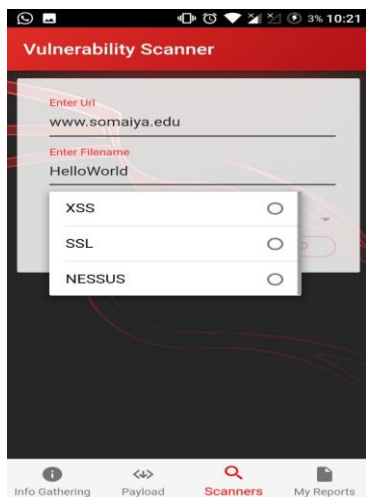 3% 10:21
Vulnerability Scanner
Enter Url
www.somaiya.edu
Enter Filename
HelloWorld
XSS
SSL
NESSUS
Info Gathering Payload Scanners My Reports